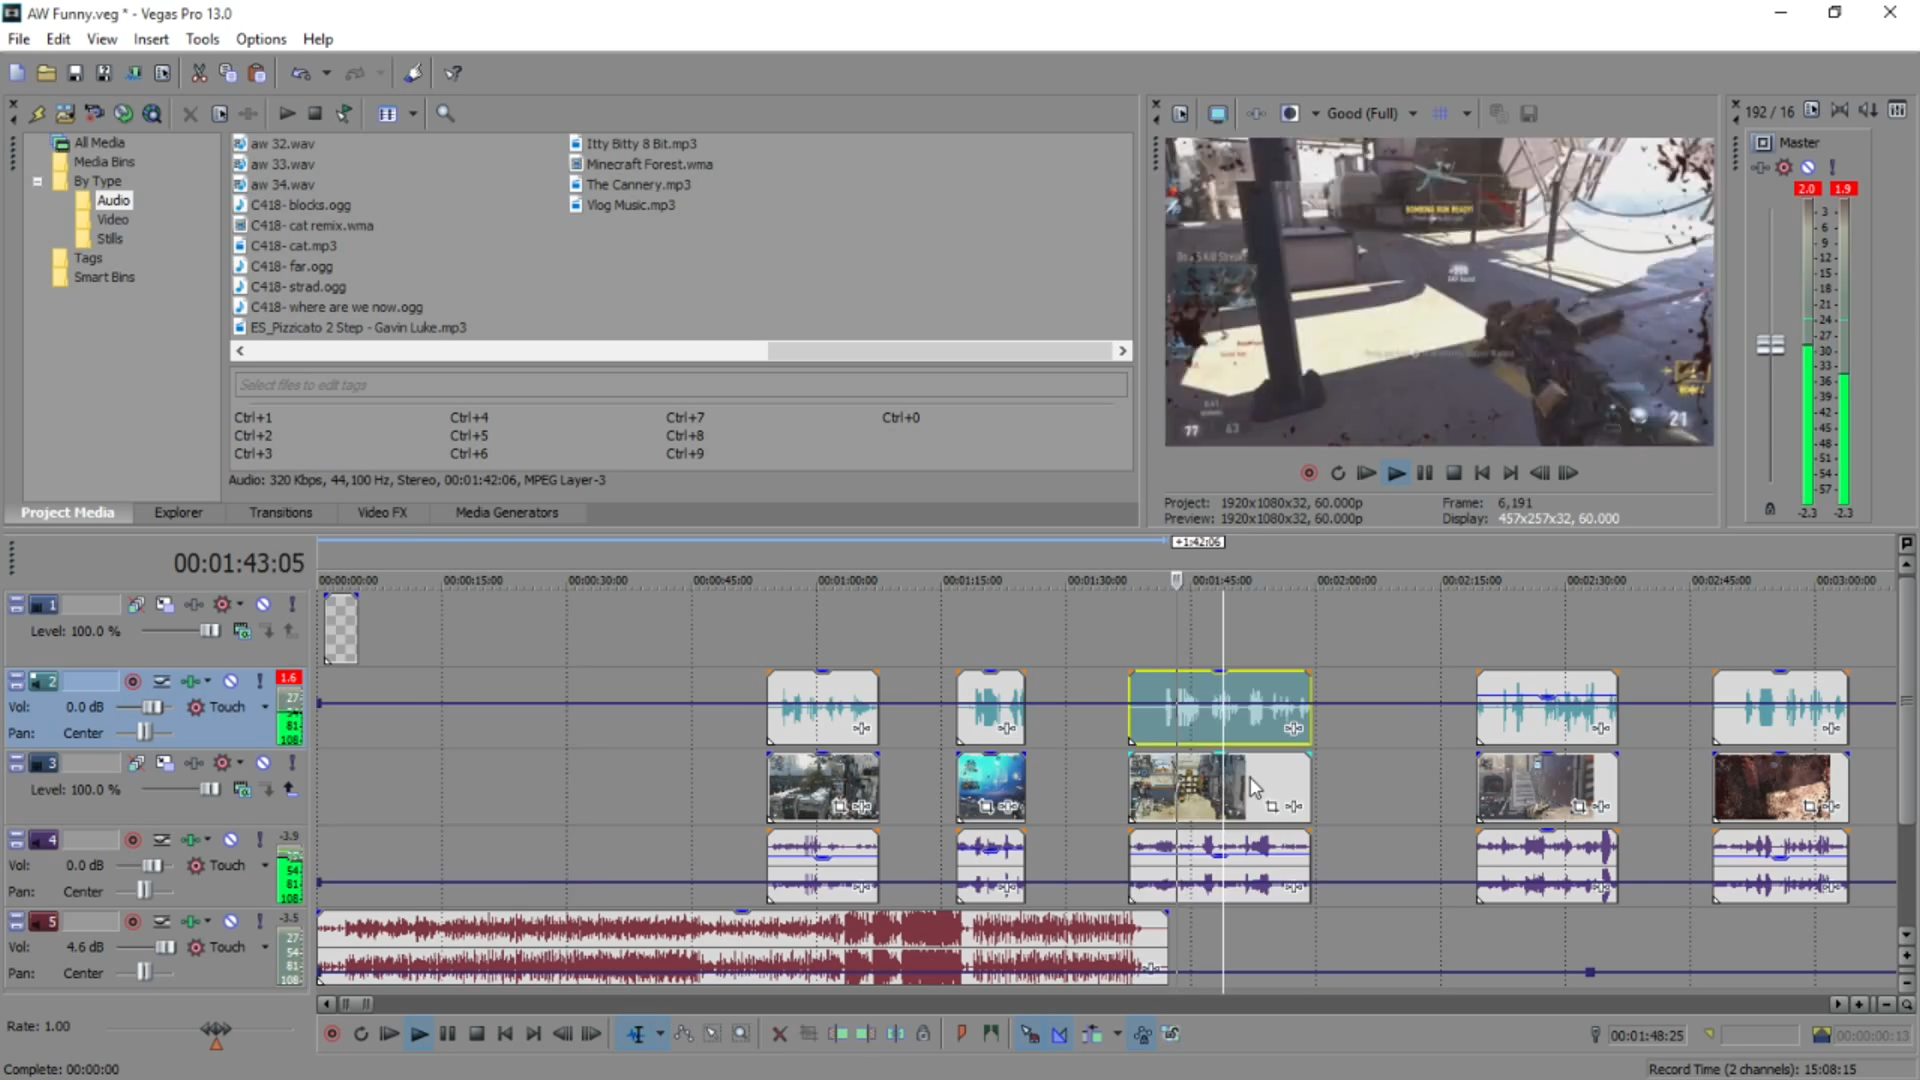 AW Funny.veg * - Vegas Pro 13.0
File Edit View Insert Tools Options Help
Good (Full)
192 / 16
All Media
Media Bins
By Type
Audio
Video
Stills
Tags
Smart Bins
aw 32.wav
aw 33.wav
aw 34.wav
C418- blocks.ogg
C418- cat remix.wma
C418- cat.mp3
C418- far.ogg
C418- strad.ogg
C418- where are we now.ogg
ES_Pizzicato 2 Step - Gavin Luke.mp3
Itty Bitty 8 Bit.mp3
Minecraft Forest.wma
The Cannery.mp3
Vlog Music.mp3
Select files to edit tags
Ctrl+1 Ctrl+4 Ctrl+7 Ctrl+0
Ctrl+2 Ctrl+5 Ctrl+8
Ctrl+3 Ctrl+6 Ctrl+9
Audio: 320 Kbps, 44,100 Hz, Stereo, 00:01:42:06, MPEG Layer-3
Project Media Explorer Transitions Video FX Media Generators
BOMBING RUN READY!
77 63
21
Project: 1920x1080x32, 60.000p Frame: 6,191
Preview: 1920x1080x32, 60.000p Display: 457x257x32, 60.000
Master
2.0 1.9
3
6
9
12
15
18
21
24
27
30
33
36
39
42
45
48
51
54
57
-2.3 -2.3
00:01:43:05
+1:42:06
00:00:00:00 00:00:15:00 00:00:30:00 00:00:45:00 00:01:00:00 00:01:15:00 00:01:30:00 00:01:45:00 00:02:00:00 00:02:15:00 00:02:30:00 00:02:45:00 00:03:00:00
1
Level: 100.0 %
2 1.6
Vol: 0.0 dB Touch 27
Pan: Center 81
108
3
Level: 100.0 %
4 -3.9
Vol: 0.0 dB Touch 54
81
Pan: Center 108
5 -3.5
27
Vol: 4.6 dB Touch 54
81
Pan: Center 108
Rate: 1.00
00:01:48:25 00:00:00:13
Complete: 00:00:00
Record Time (2 channels): 15:08:15